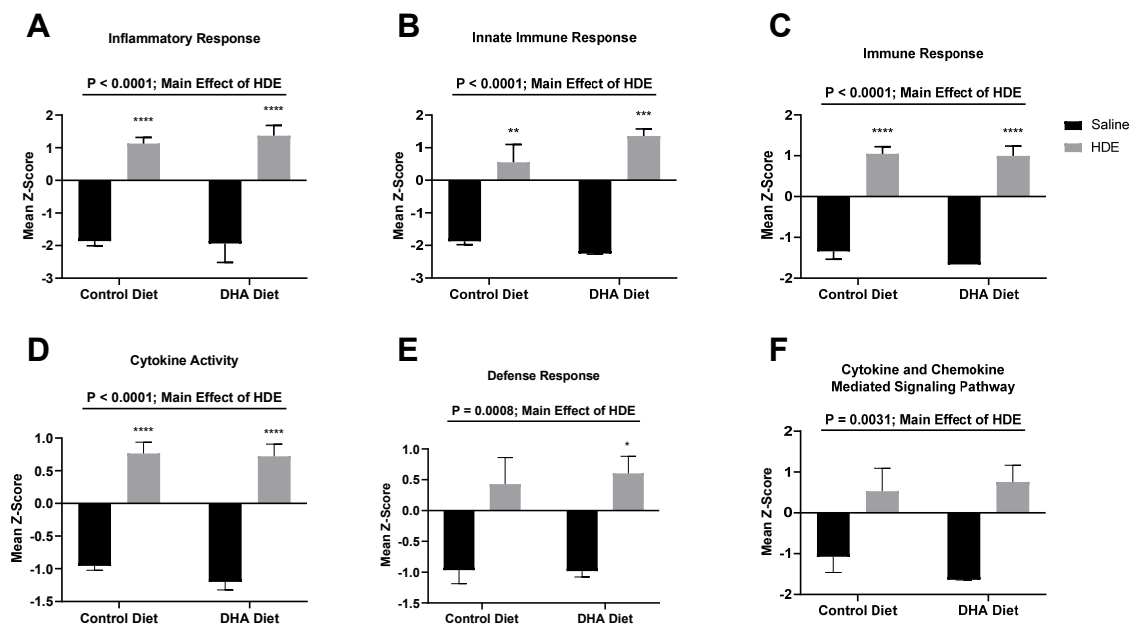 A
Inflammatory Response
P < 0.0001; Main Effect of HDE
Mean Z-Score
2
1
0
-1
-2
-3
****
****
Control Diet
DHA Diet
B
Innate Immune Response
P < 0.0001; Main Effect of HDE
Mean Z-Score
2
1
0
-1
-2
-3
**
***
Control Diet
DHA Diet
C
Immune Response
P < 0.0001; Main Effect of HDE
Mean Z-Score
2
1
0
-1
-2
****
****
Control Diet
DHA Diet
Saline
HDE
D
Cytokine Activity
P < 0.0001; Main Effect of HDE
Mean Z-Score
1.0
0.5
0.0
-0.5
-1.0
-1.5
****
****
Control Diet
DHA Diet
E
Defense Response
P = 0.0008; Main Effect of HDE
Mean Z-Score
1.0
0.5
0.0
-0.5
-1.0
-1.5
*
Control Diet
DHA Diet
F
Cytokine and Chemokine
Mediated Signaling Pathway
P = 0.0031; Main Effect of HDE
Mean Z-Score
2
1
0
-1
-2
Control Diet
DHA Diet